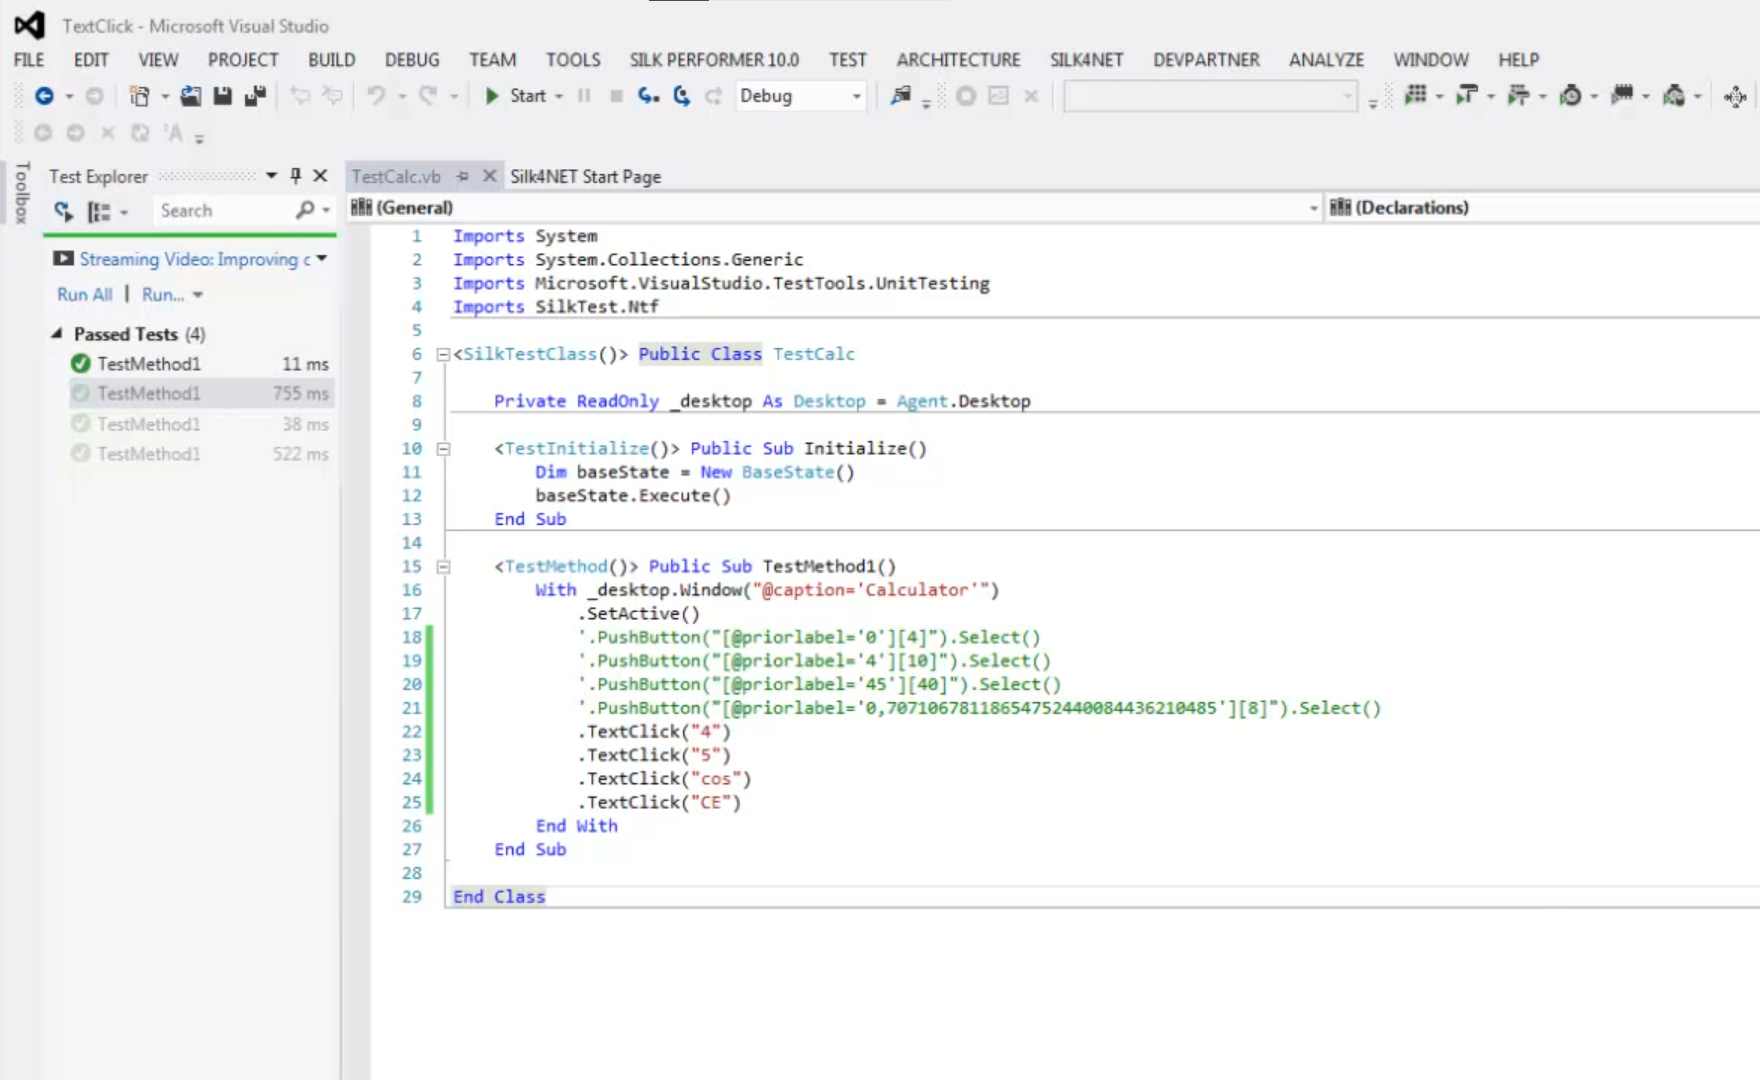 TextClick - Microsoft Visual Studio
FILE EDIT VIEW PROJECT BUILD DEBUG TEAM TOOLS SILK PERFORMER 10.0 TEST ARCHITECTURE SILK4NET DEVPARTNER ANALYZE WINDOW HELP
Start Debug
Toolbox
Test Explorer
Search
Streaming Video: Improving c
Run All | Run...
Passed Tests (4)
TestMethod1 11 ms
TestMethod1 755 ms
TestMethod1 38 ms
TestMethod1 522 ms
TestCalc.vb Silk4NET Start Page
(General) (Declarations)
1 Imports System
2 Imports System.Collections.Generic
3 Imports Microsoft.VisualStudio.TestTools.UnitTesting
4 Imports SilkTest.Ntf
5
6 <SilkTestClass()> Public Class TestCalc
7
8 Private ReadOnly _desktop As Desktop = Agent.Desktop
9
10 <TestInitialize()> Public Sub Initialize()
11 Dim baseState = New BaseState()
12 baseState.Execute()
13 End Sub
14
15 <TestMethod()> Public Sub TestMethod1()
16 With _desktop.Window("@caption='Calculator'")
17 .SetActive()
18 '.PushButton("[@priorlabel='0'][4]").Select()
19 '.PushButton("[@priorlabel='4'][10]").Select()
20 '.PushButton("[@priorlabel='45'][40]").Select()
21 '.PushButton("[@priorlabel='0,70710678118654752440084436210485'][8]").Select()
22 .TextClick("4")
23 .TextClick("5")
24 .TextClick("cos")
25 .TextClick("CE")
26 End With
27 End Sub
28
29 End Class